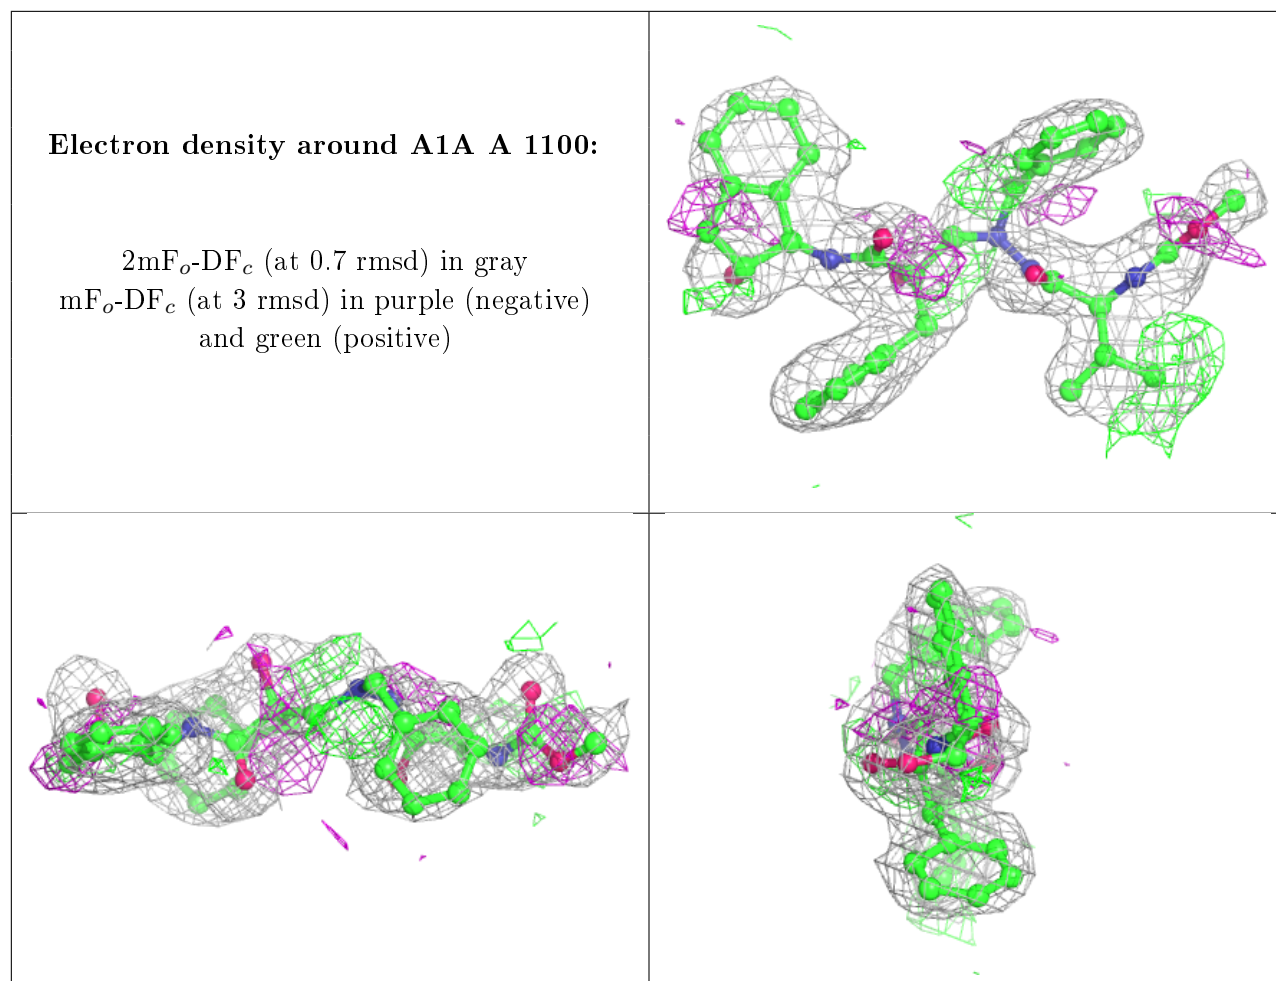 Electron density around A1A A 1100:
2mFo-DFc (at 0.7 rmsd) in gray
mFo-DFc (at 3 rmsd) in purple (negative)
and green (positive)